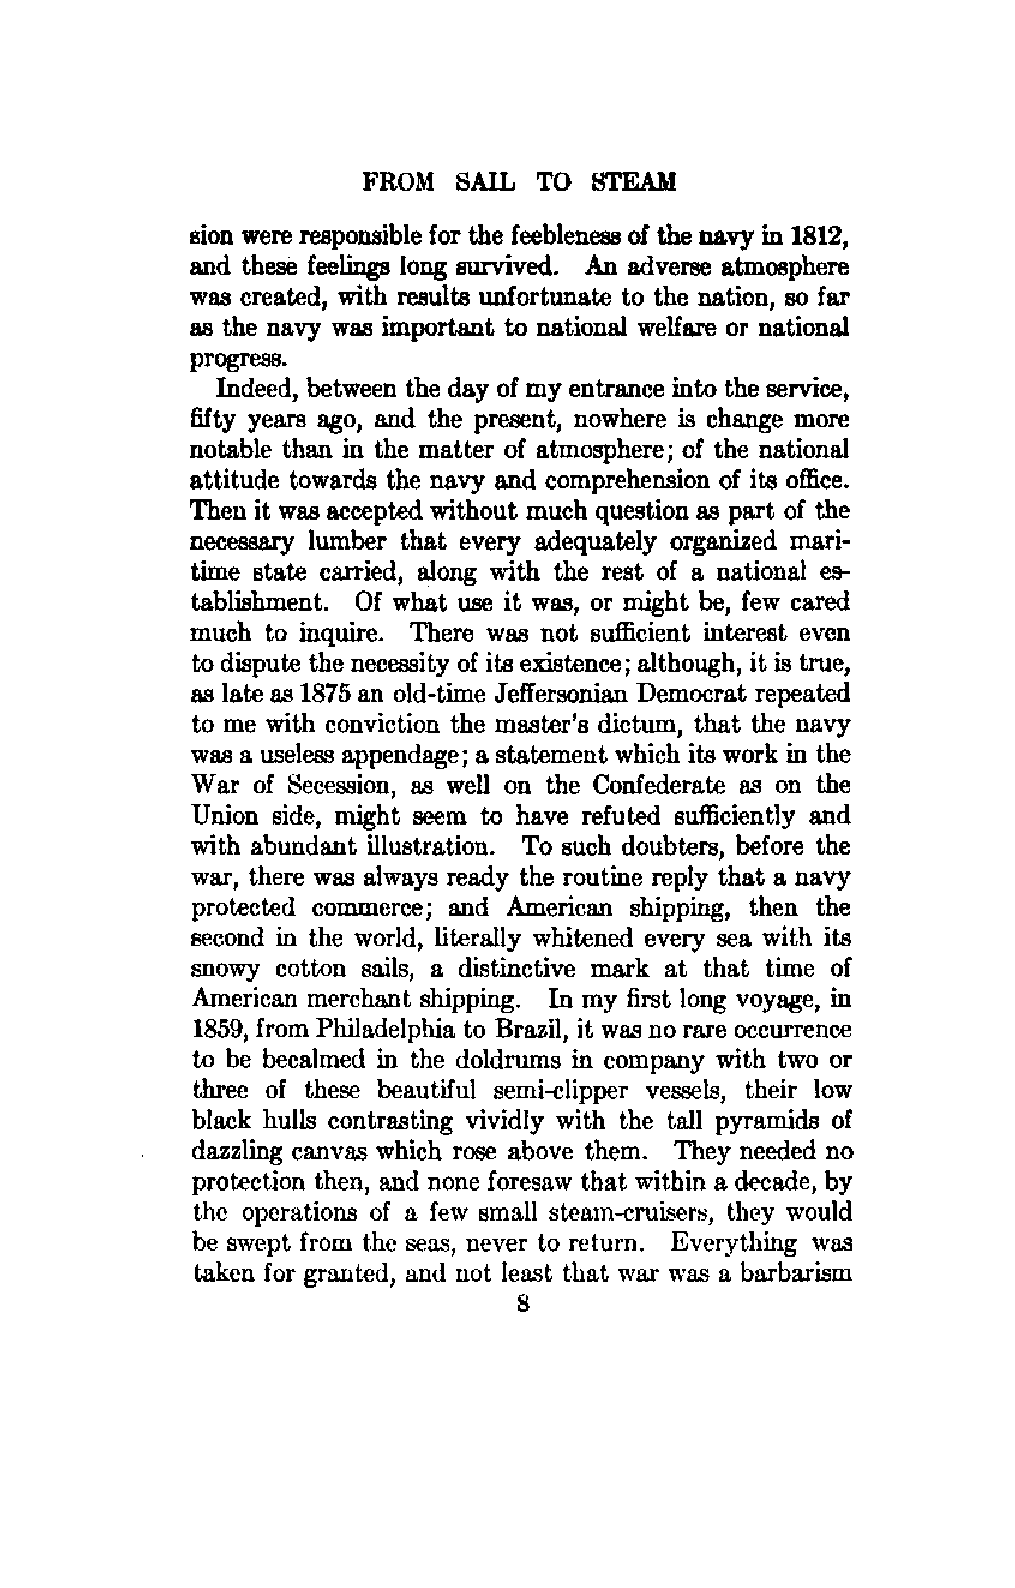 FROM SAIL TO STEAM
sion were responsible for the feebleness of the navy in 1812,
and these feelings long survived. An adverse atmosphere
was created, with results unfortunate to the nation, so far
as the navy was important to national welfare or national
progress.
Indeed, between the day of my entrance into the service,
fifty years ago, and the present, nowhere is change more
notable than in the matter of atmosphere; of the national
attitude towards the navy and comprehension of its office.
Then it was accepted without much question as part of the
necessary lumber that every adequately organized mari-
time state carried, along with the rest of a national es-
tablishment. Of what use it was, or might be, few cared
much to inquire. There was not sufficient interest even
to dispute the necessity of its existence; although, it is true,
as late as 1875 an old-time Jeffersonian Democrat repeated
to me with conviction the master's dictum, that the navy
was a useless appendage; a statement which its work in the
War of Secession, as well on the Confederate as on the
Union side, might seem to have refuted sufficiently and
with abundant illustration. To such doubters, before the
war, there was always ready the routine reply that a navy
protected commerce; and American shipping, then the
second in the world, literally whitened every sea with its
snowy cotton sails, a distinctive mark at that time of
American merchant shipping. In my first long voyage, in
1859, from Philadelphia to Brazil, it was no rare occurrence
to be becalmed in the doldrums in company with two or
three of these beautiful semi-clipper vessels, their low
black hulls contrasting vividly with the tall pyramids of
dazzling canvas which rose above them. They needed no
protection then, and none foresaw that within a decade, by
the operations of a few small steam-cruisers, they would
be swept from the seas, never to return. Everything was
taken for granted, and not least that war was a barbarism
8